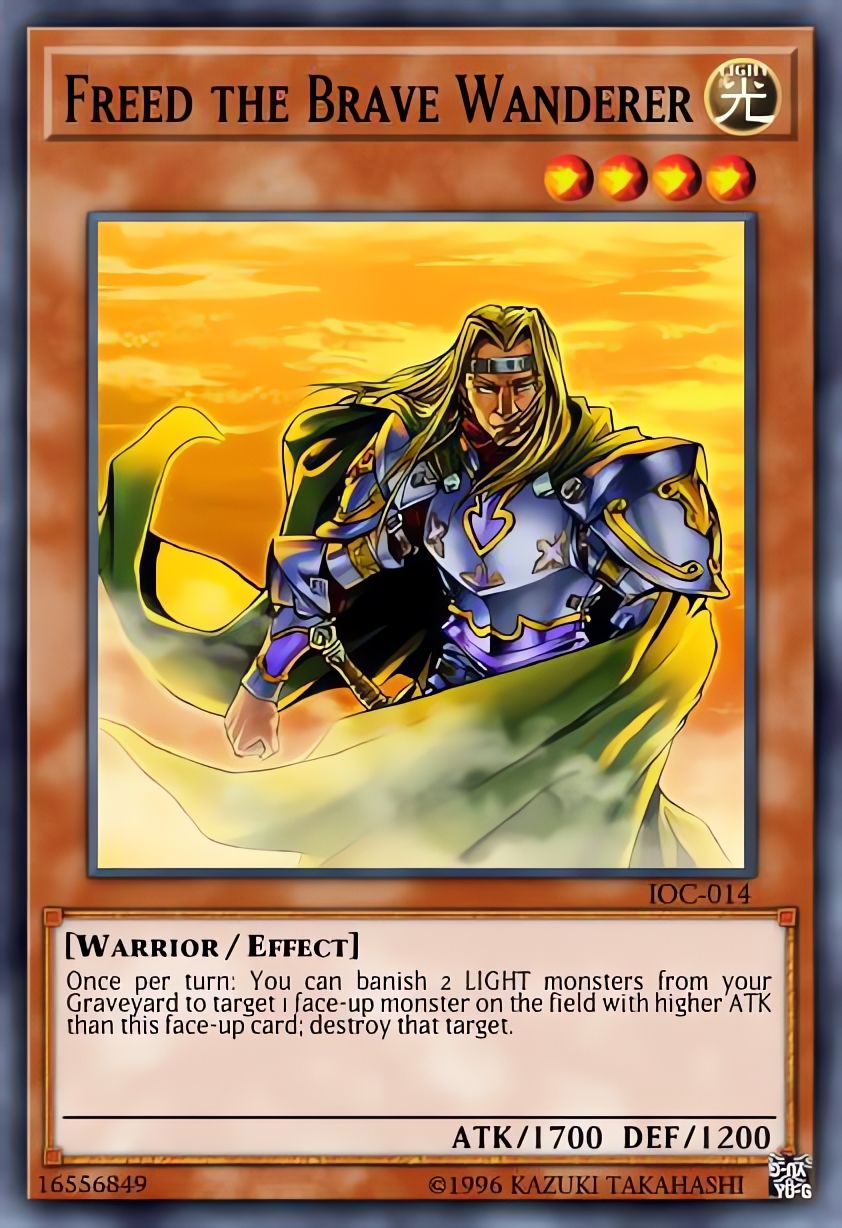 Freed the Brave Wanderer
LIGHT
光
IOC-014
[Warrior / Effect]
Once per turn: You can banish 2 LIGHT monsters from your
Graveyard to target 1 face-up monster on the field with higher ATK
than this face-up card; destroy that target.
ATK/1700 DEF/1200
16556849
©1996 KAZUKI TAKAHASHI